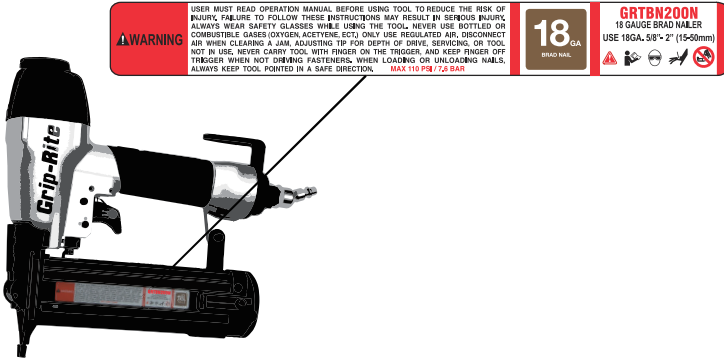 WARNING
USER MUST READ OPERATION MANUAL BEFORE USING TOOL TO REDUCE THE RISK OF
INJURY. FAILURE TO FOLLOW THESE INSTRUCTIONS MAY RESULT IN SERIOUS INJURY.
ALWAYS WEAR SAFETY GLASSES WHILE USING THE TOOL. NEVER USE BOTTLED OR
COMBUSTIBLE GASES (OXYGEN, ACETYENE, ECT.) ONLY USE REGULATED AIR, DISCONNECT
AIR WHEN CLEARING A JAM, ADJUSTING TIP FOR DEPTH OF DRIVE, SERVICING, OR TOOL
NOT IN USE, NEVER CARRY TOOL WITH FINGER ON THE TRIGGER, AND KEEP FINGER OFF
TRIGGER WHEN NOT DRIVING FASTENERS. WHEN LOADING OR UNLOADING NAILS,
ALWAYS KEEP TOOL POINTED IN A SAFE DIRECTION. MAX 110 PSI / 7.6 BAR
18 GA
BRAD NAIL
GRTBN200N
18 GAUGE BRAD NAILER
USE 18GA. 5/8"- 2" (15-50mm)
Grip-Rite